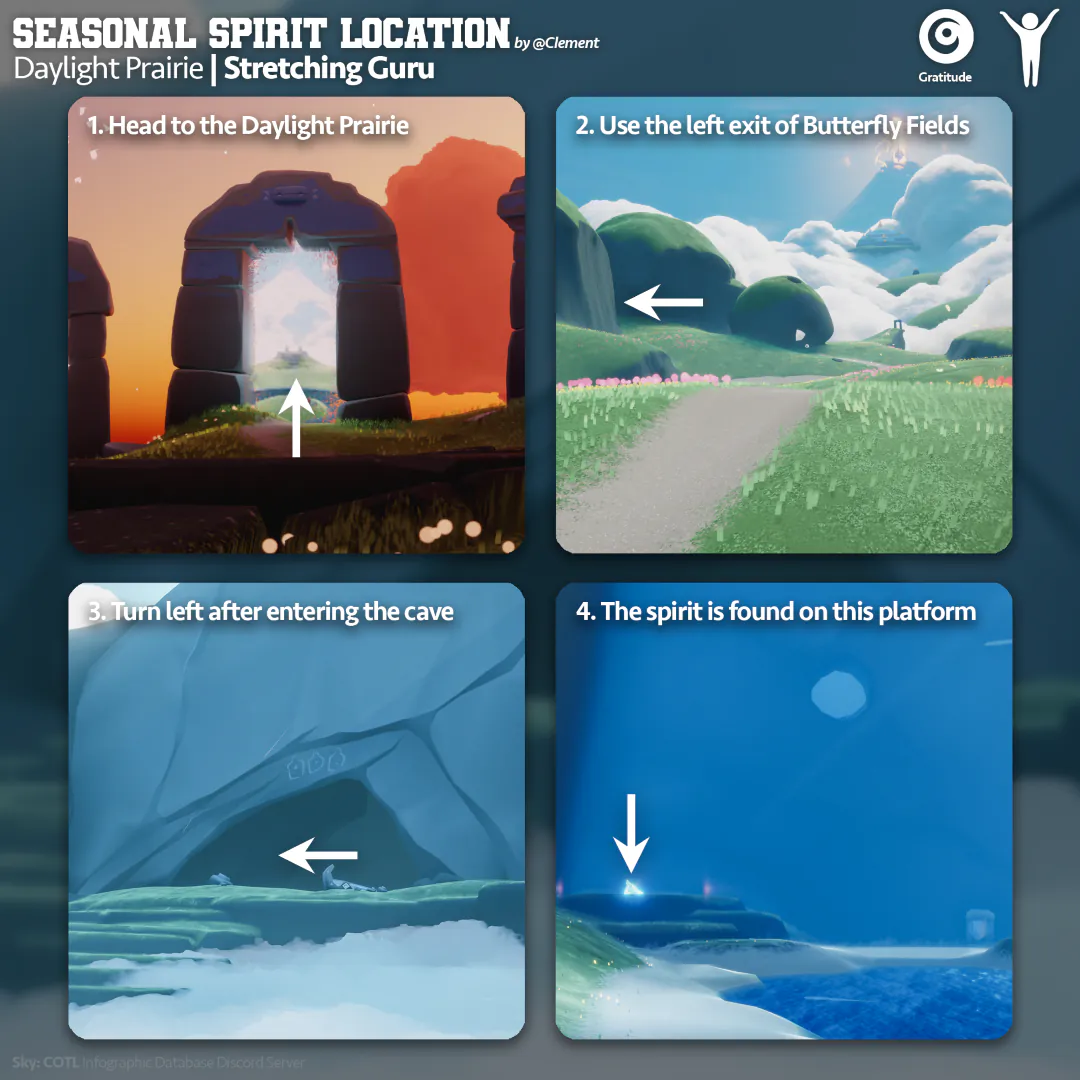 SEASONAL SPIRIT LOCATION by @Clement
Daylight Prairie | Stretching Guru
Gratitude
1. Head to the Daylight Prairie
2. Use the left exit of Butterfly Fields
3. Turn left after entering the cave
4. The spirit is found on this platform
Sky: COTL Infographic Database Discord Server